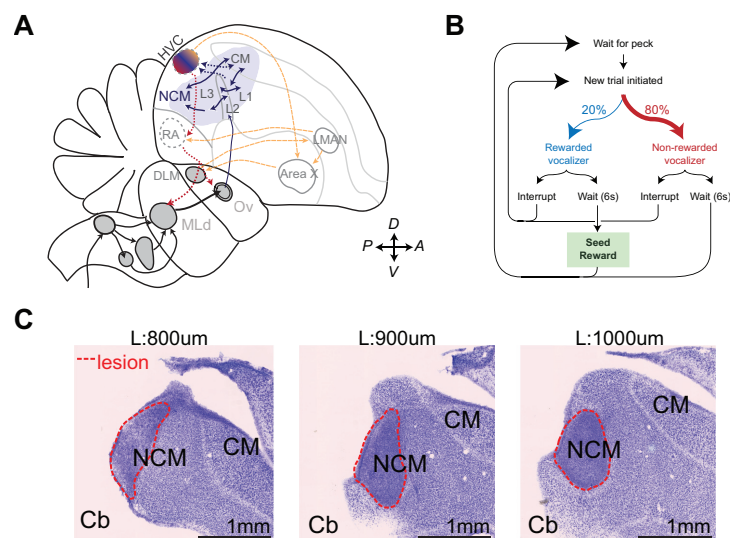 A
HVC
CM
NCM
L3
L1
L2
RA
LMAN
DLM
Area X
Ov
MLd
D
P
A
V
B
Wait for peck
New trial initiated
20%
80%
Rewarded
vocalizer
Non-rewarded
vocalizer
Interrupt
Wait (6s)
Interrupt
Wait (6s)
Seed
Reward
C
L:800um
L:900um
L:1000um
lesion
NCM
CM
Cb
1mm
NCM
CM
Cb
1mm
NCM
CM
Cb
1mm